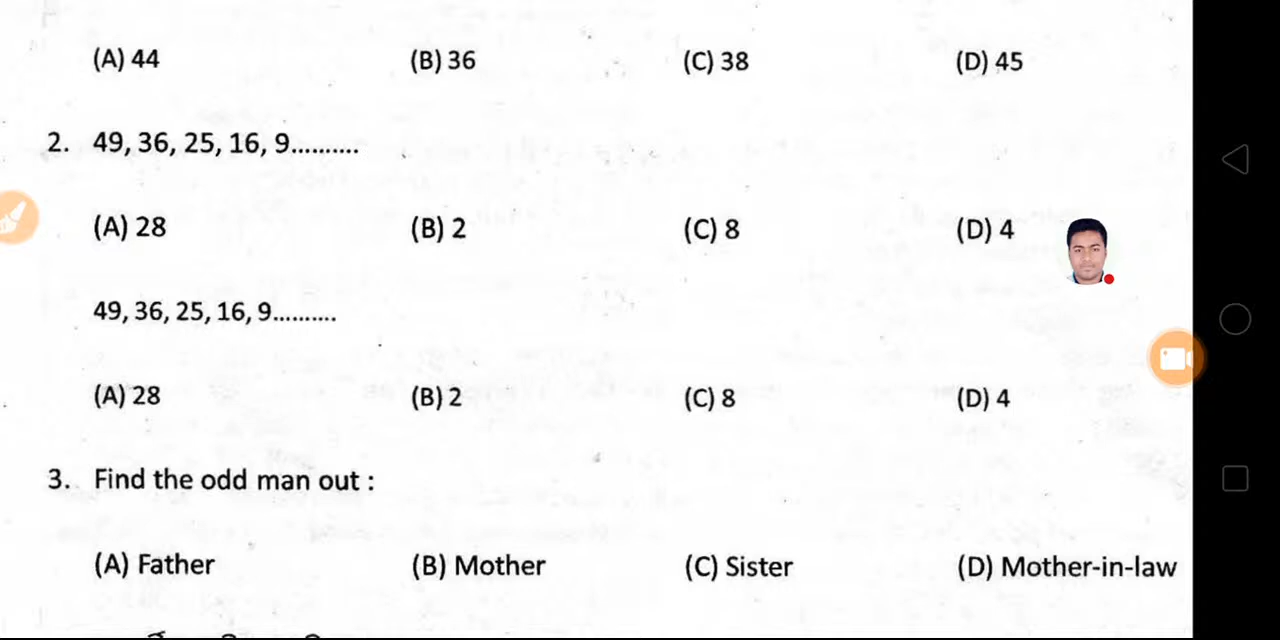 (A) 44 (B) 36 (C) 38 (D) 45
2. 49, 36, 25, 16, 9..........
(A) 28 (B) 2 (C) 8 (D) 4
49, 36, 25, 16, 9..........
(A) 28 (B) 2 (C) 8 (D) 4
3. Find the odd man out :
(A) Father (B) Mother (C) Sister (D) Mother-in-law